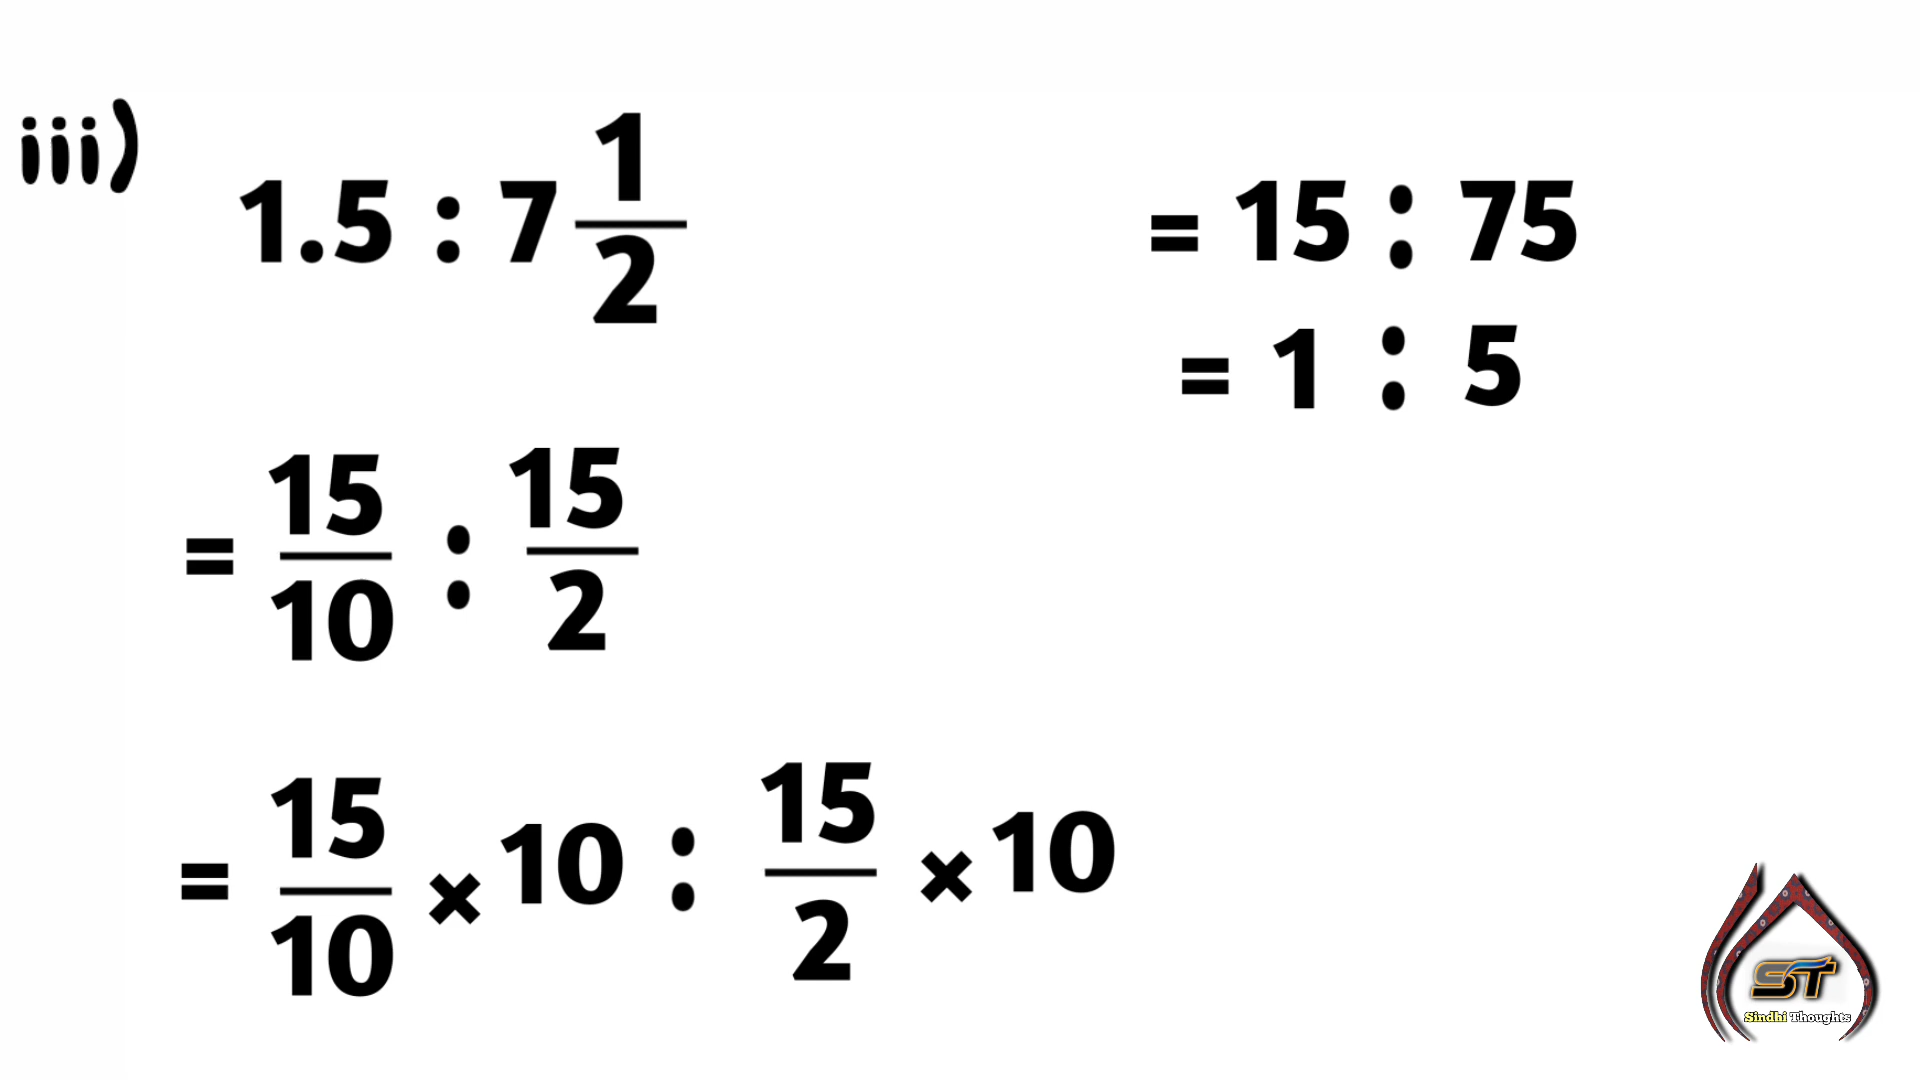 iii) 1.5 : 7 1/2
= 15/10 : 15/2
= 15/10 × 10 : 15/2 × 10
= 15 : 75
= 1 : 5
ST
Sindhi Thoughts